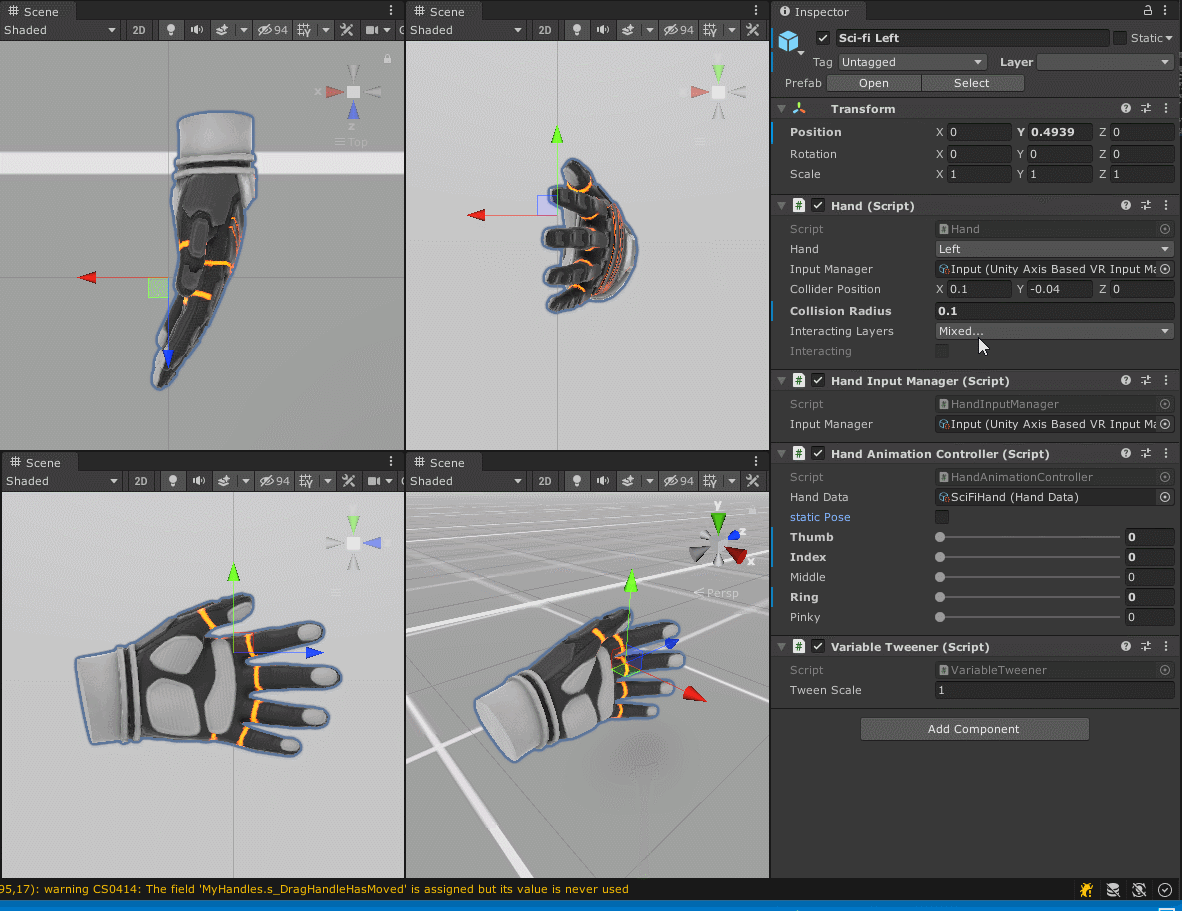 Scene
Shaded
2D
94
x
z
Top
Scene
Shaded
2D
94
Scene
Shaded
2D
94
Scene
Shaded
2D
94
y
z
x
Persp
Inspector
Sci-fi Left
Static
Tag Untagged Layer
Prefab Open Select
Transform
Position X 0 Y 0.4939 Z 0
Rotation X 0 Y 0 Z 0
Scale X 1 Y 1 Z 1
Hand (Script)
Script Hand
Hand Left
Input Manager Input (Unity Axis Based VR Input Ma
Collider Position X 0.1 Y -0.04 Z 0
Collision Radius 0.1
Interacting Layers Mixed...
Interacting
Hand Input Manager (Script)
Script HandInputManager
Input Manager Input (Unity Axis Based VR Input Ma
Hand Animation Controller (Script)
Script HandAnimationController
Hand Data SciFiHand (Hand Data)
static Pose
Thumb 0
Index 0
Middle 0
Ring 0
Pinky 0
Variable Tweener (Script)
Script VariableTweener
Tween Scale 1
Add Component
95,17): warning CS0414: The field 'MyHandles.s_DragHandleHasMoved' is assigned but its value is never used